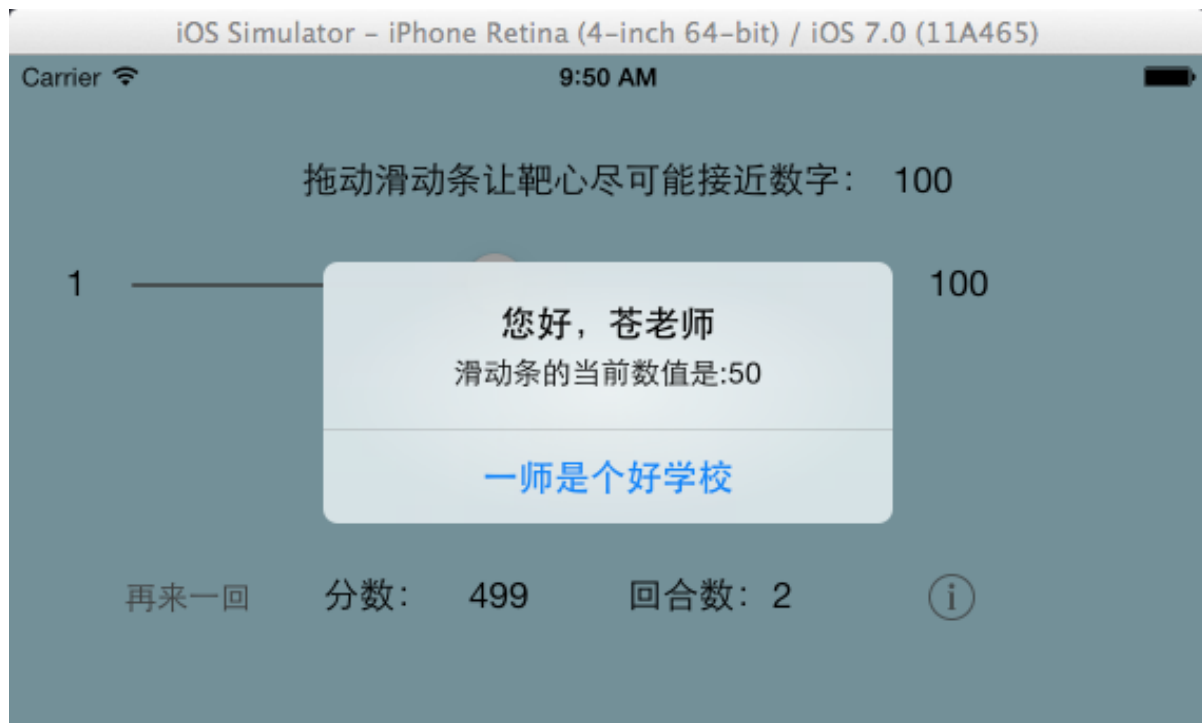 iOS Simulator – iPhone Retina (4-inch 64-bit) / iOS 7.0 (11A465)
Carrier 9:50 AM
拖动滑动条让靶心尽可能接近数字： 100
1 100
您好，苍老师
滑动条的当前数值是:50
一师是个好学校
再来一回 分数： 499 回合数：2 i